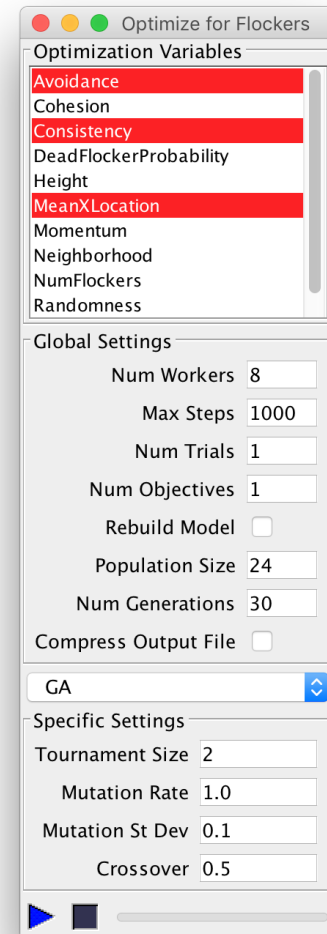 Optimize for Flockers
Optimization Variables
Avoidance
Cohesion
Consistency
DeadFlockerProbability
Height
MeanXLocation
Momentum
Neighborhood
NumFlockers
Randomness
Global Settings
Num Workers 8
Max Steps 1000
Num Trials 1
Num Objectives 1
Rebuild Model
Population Size 24
Num Generations 30
Compress Output File
GA
Specific Settings
Tournament Size 2
Mutation Rate 1.0
Mutation St Dev 0.1
Crossover 0.5